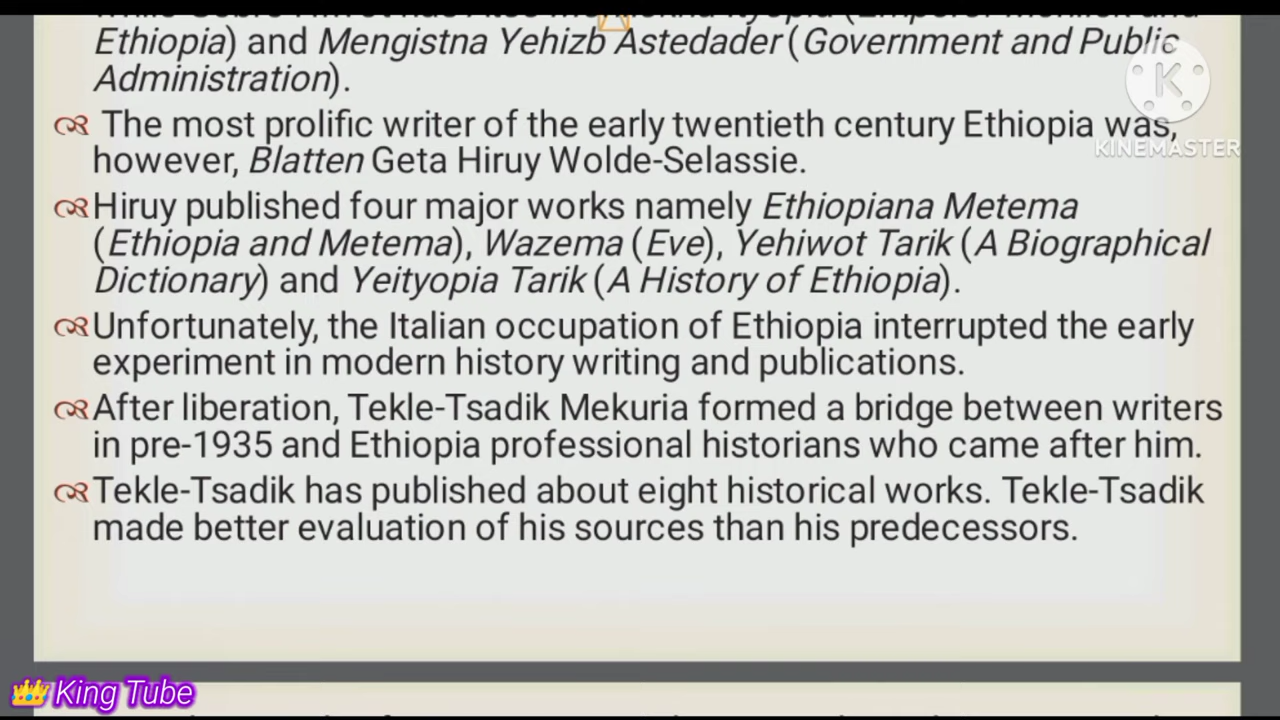 Ethiopia) and Mengistna Yehizb Astedader (Government and Public
Administration).
The most prolific writer of the early twentieth century Ethiopia was,
however, Blatten Geta Hiruy Wolde-Selassie.
Hiruy published four major works namely Ethiopiana Metema
(Ethiopia and Metema), Wazema (Eve), Yehiwot Tarik (A Biographical
Dictionary) and Yeityopia Tarik (A History of Ethiopia).
Unfortunately, the Italian occupation of Ethiopia interrupted the early
experiment in modern history writing and publications.
After liberation, Tekle-Tsadik Mekuria formed a bridge between writers
in pre-1935 and Ethiopia professional historians who came after him.
Tekle-Tsadik has published about eight historical works. Tekle-Tsadik
made better evaluation of his sources than his predecessors.
K
KINEMASTER
King Tube